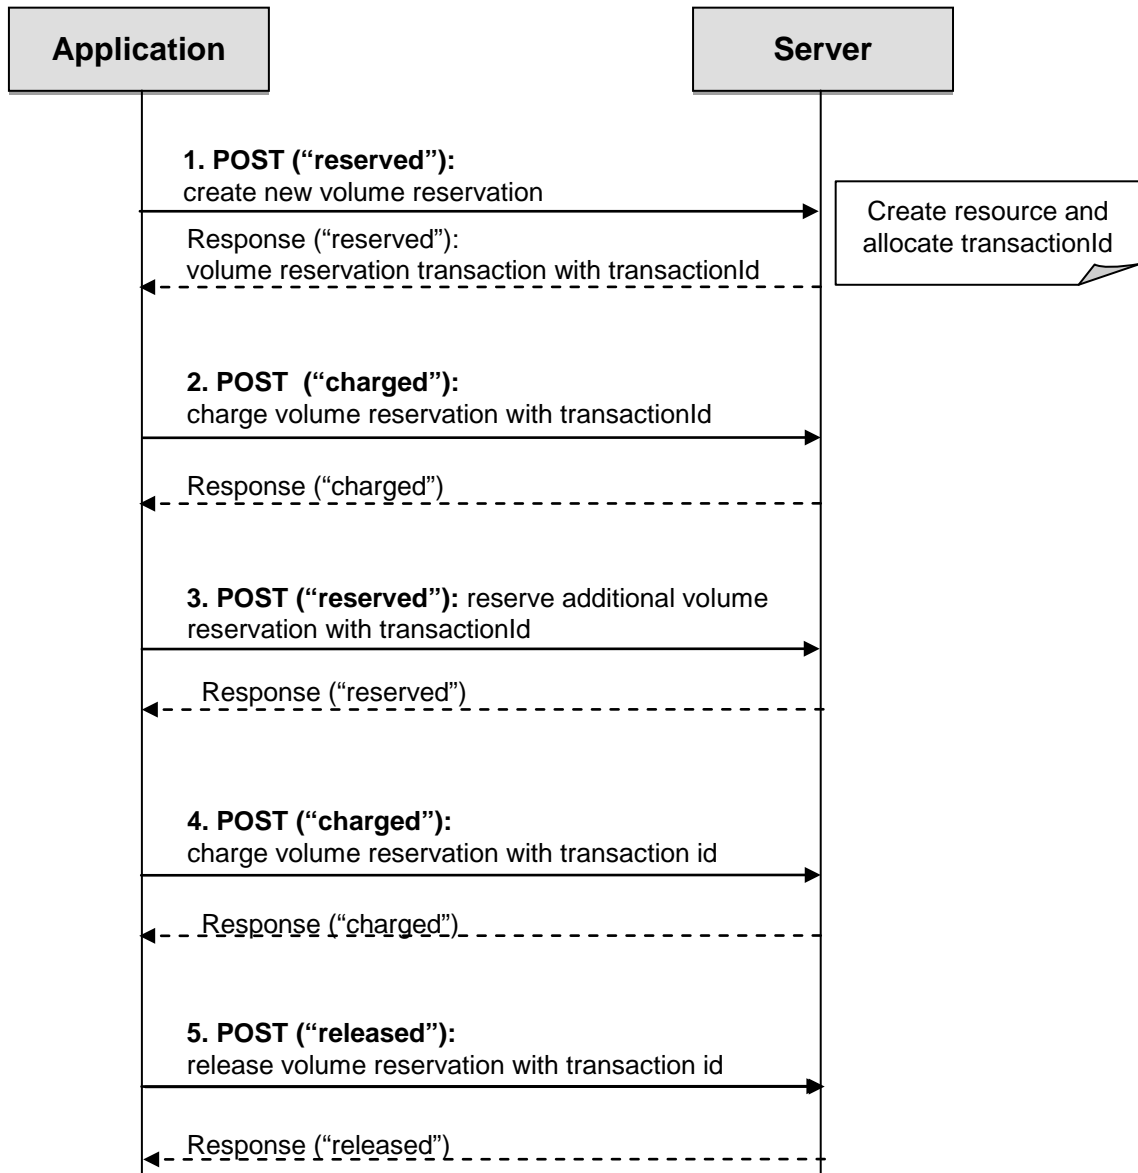 Application
Server
1. POST (“reserved”):
create new volume reservation
Create resource and
allocate transactionId
Response (“reserved”):
volume reservation transaction with transactionId
2. POST  (“charged”):
charge volume reservation with transactionId
Response (“charged”)
3. POST (“reserved”): reserve additional volume
reservation with transactionId
Response (“reserved”)
4. POST (“charged”):
charge volume reservation with transaction id
Response (“charged”)
5. POST (“released”):
release volume reservation with transaction id
Response (“released”)